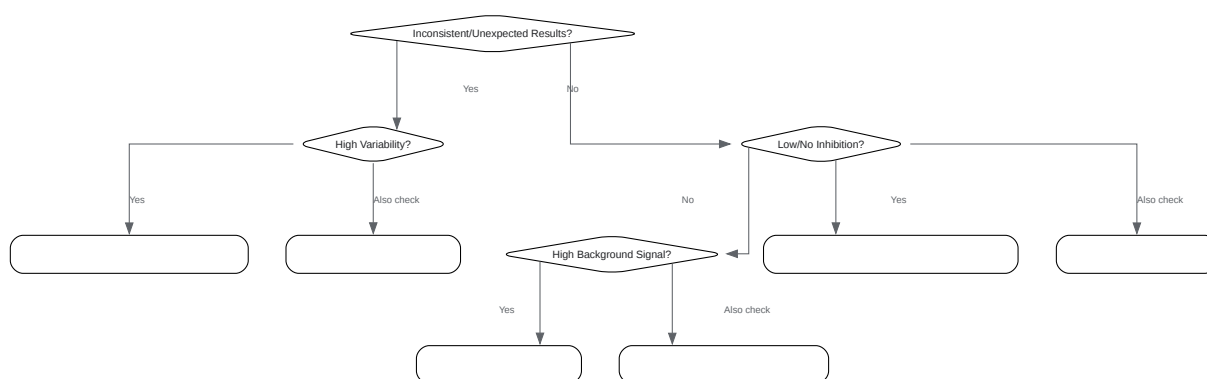 Inconsistent/Unexpected Results?
Yes
No
High Variability?
Low/No Inhibition?
Yes
Also check
No
Yes
Also check
High Background Signal?
Yes
Also check